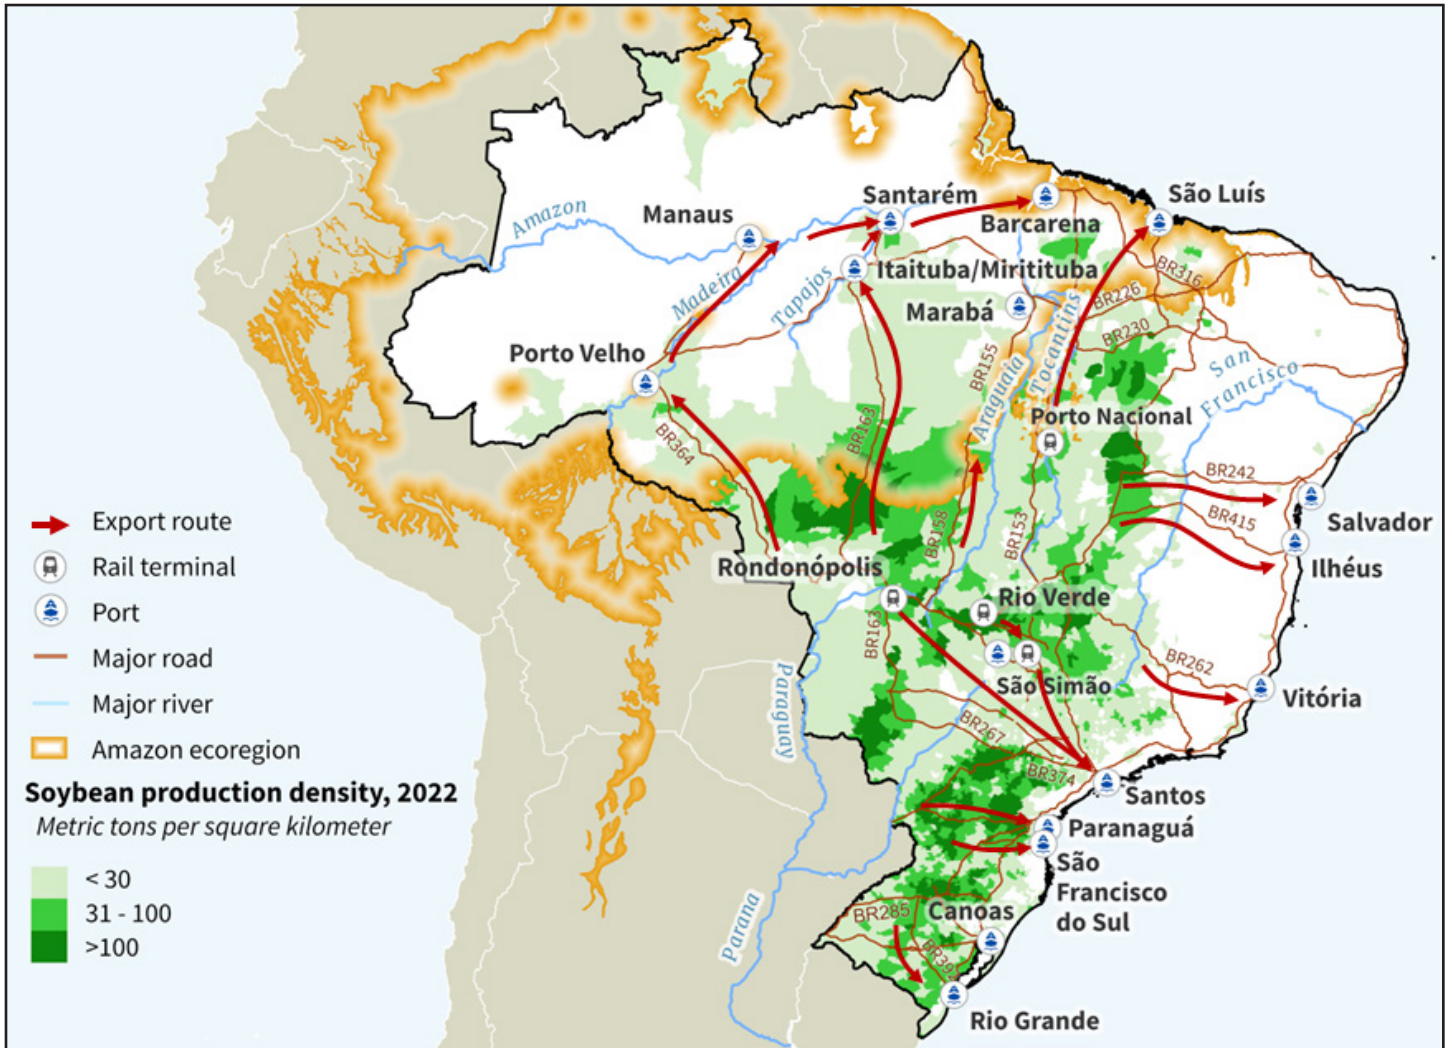 Amazon
Manaus
Santarém
Barcarena
São Luís
Madeira
Tapajos
Itaituba/Miritituba
BR316
Marabá
BR226
Tocantins
BR230
Porto Velho
BR155
Araguaia
San
Francisco
Porto Nacional
BR163
BR364
BR242
Salvador
BR415
Ilhéus
BR158
BR153
Rondonópolis
Rio Verde
BR163
São Simão
BR262
Vitória
Paraguay
BR267
BR374
Santos
Paranaguá
São
Francisco
do Sul
Parana
BR285
Canoas
BR392
Rio Grande
Export route
Rail terminal
Port
Major road
Major river
Amazon ecoregion
Soybean production density, 2022
Metric tons per square kilometer
< 30
31 - 100
>100